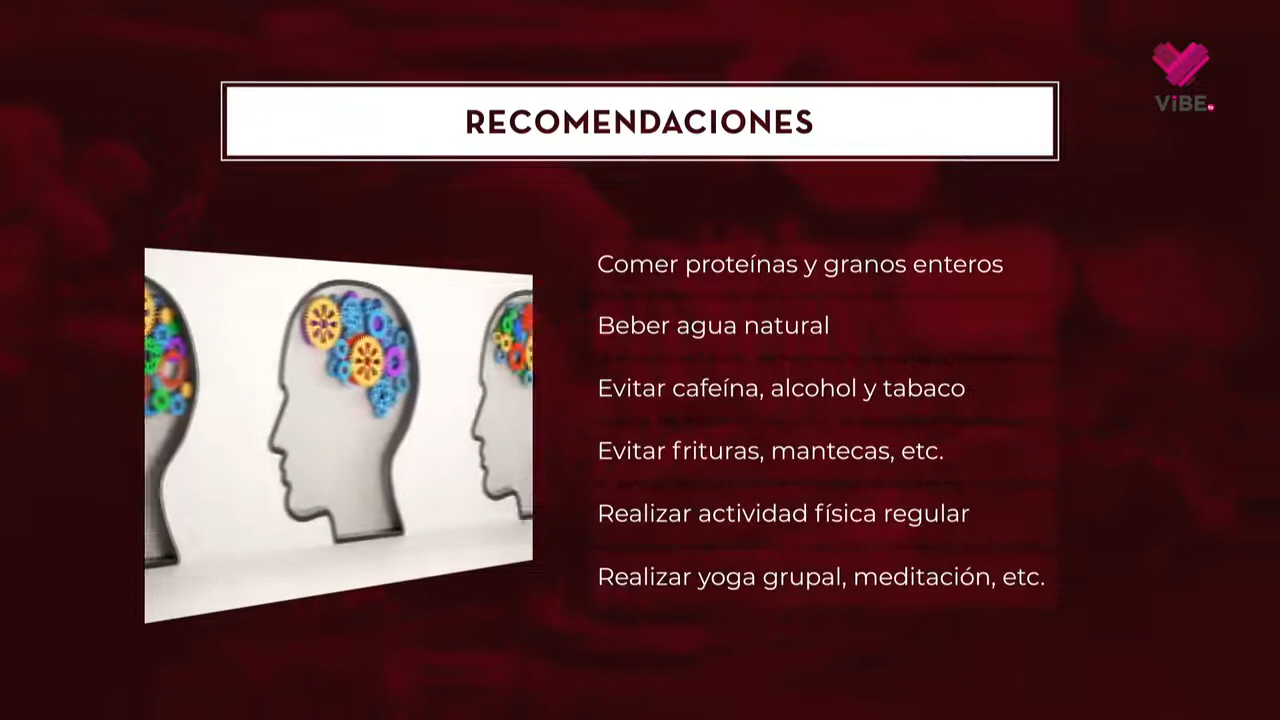 RECOMENDACIONES
ViBE tv
Comer proteínas y granos enteros
Beber agua natural
Evitar cafeína, alcohol y tabaco
Evitar frituras, mantecas, etc.
Realizar actividad física regular
Realizar yoga grupal, meditación, etc.